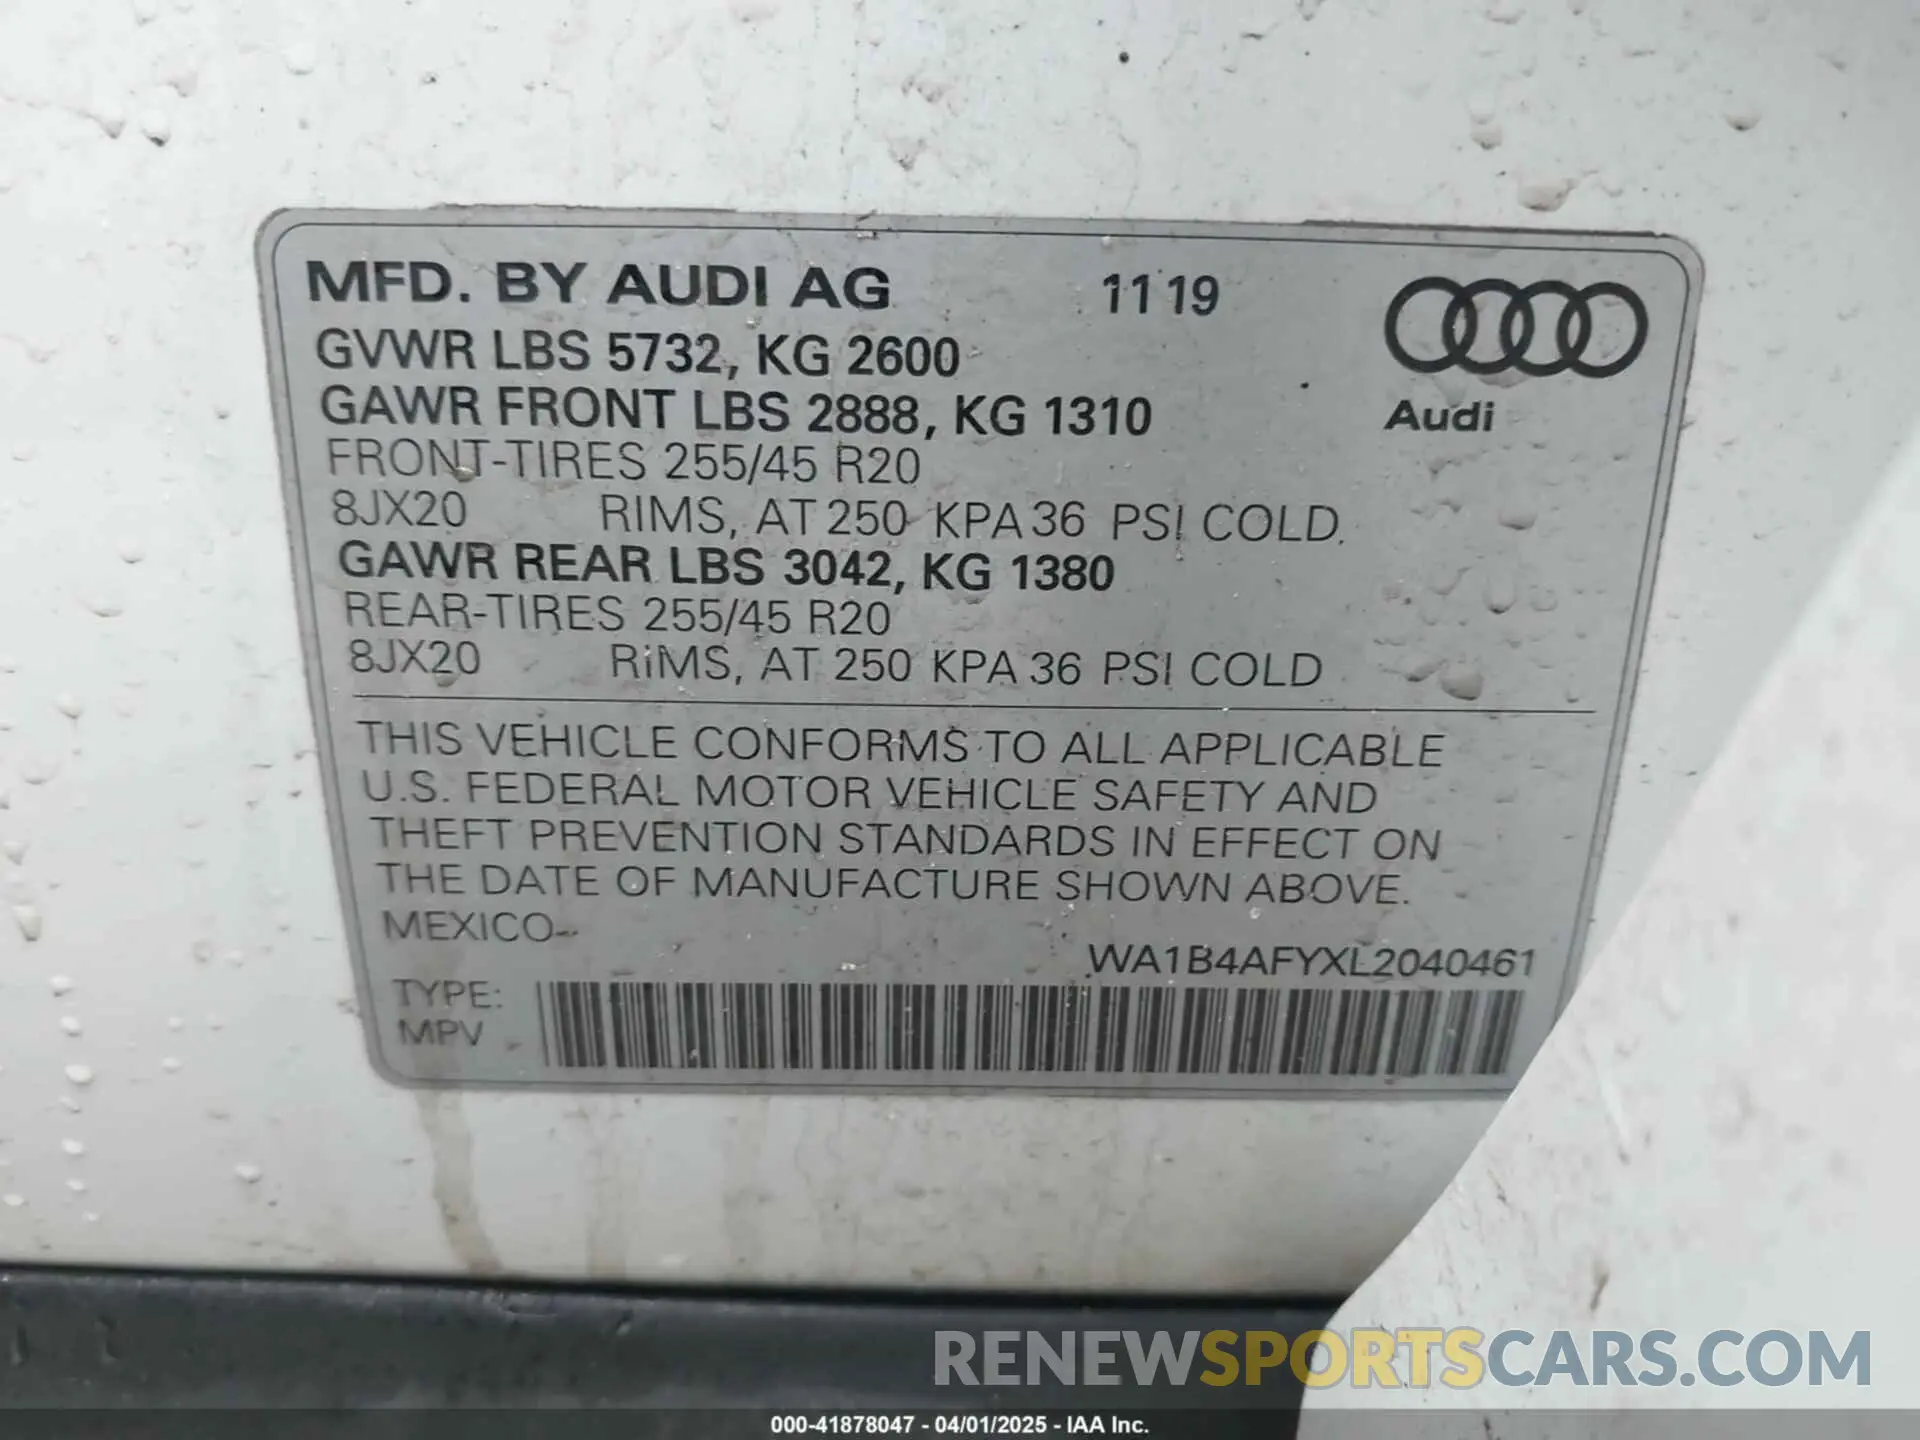 MFD. BY AUDI AG 11 19
GVWR LBS 5732, KG 2600
GAWR FRONT LBS 2888, KG 1310
Audi
FRONT-TIRES 255/45 R20
8JX20 RIMS, AT 250 KPA 36 PSI COLD.
GAWR REAR LBS 3042, KG 1380
REAR-TIRES 255/45 R20
8JX20 RIMS, AT 250 KPA 36 PSI COLD
THIS VEHICLE CONFORMS TO ALL APPLICABLE
U.S. FEDERAL MOTOR VEHICLE SAFETY AND
THEFT PREVENTION STANDARDS IN EFFECT ON
THE DATE OF MANUFACTURE SHOWN ABOVE.
MEXICO
WA1B4AFYXL2040461
TYPE:
MPV
RENEWSPORTSCARS.COM
000-41878047 - 04/01/2025 - IAA Inc.